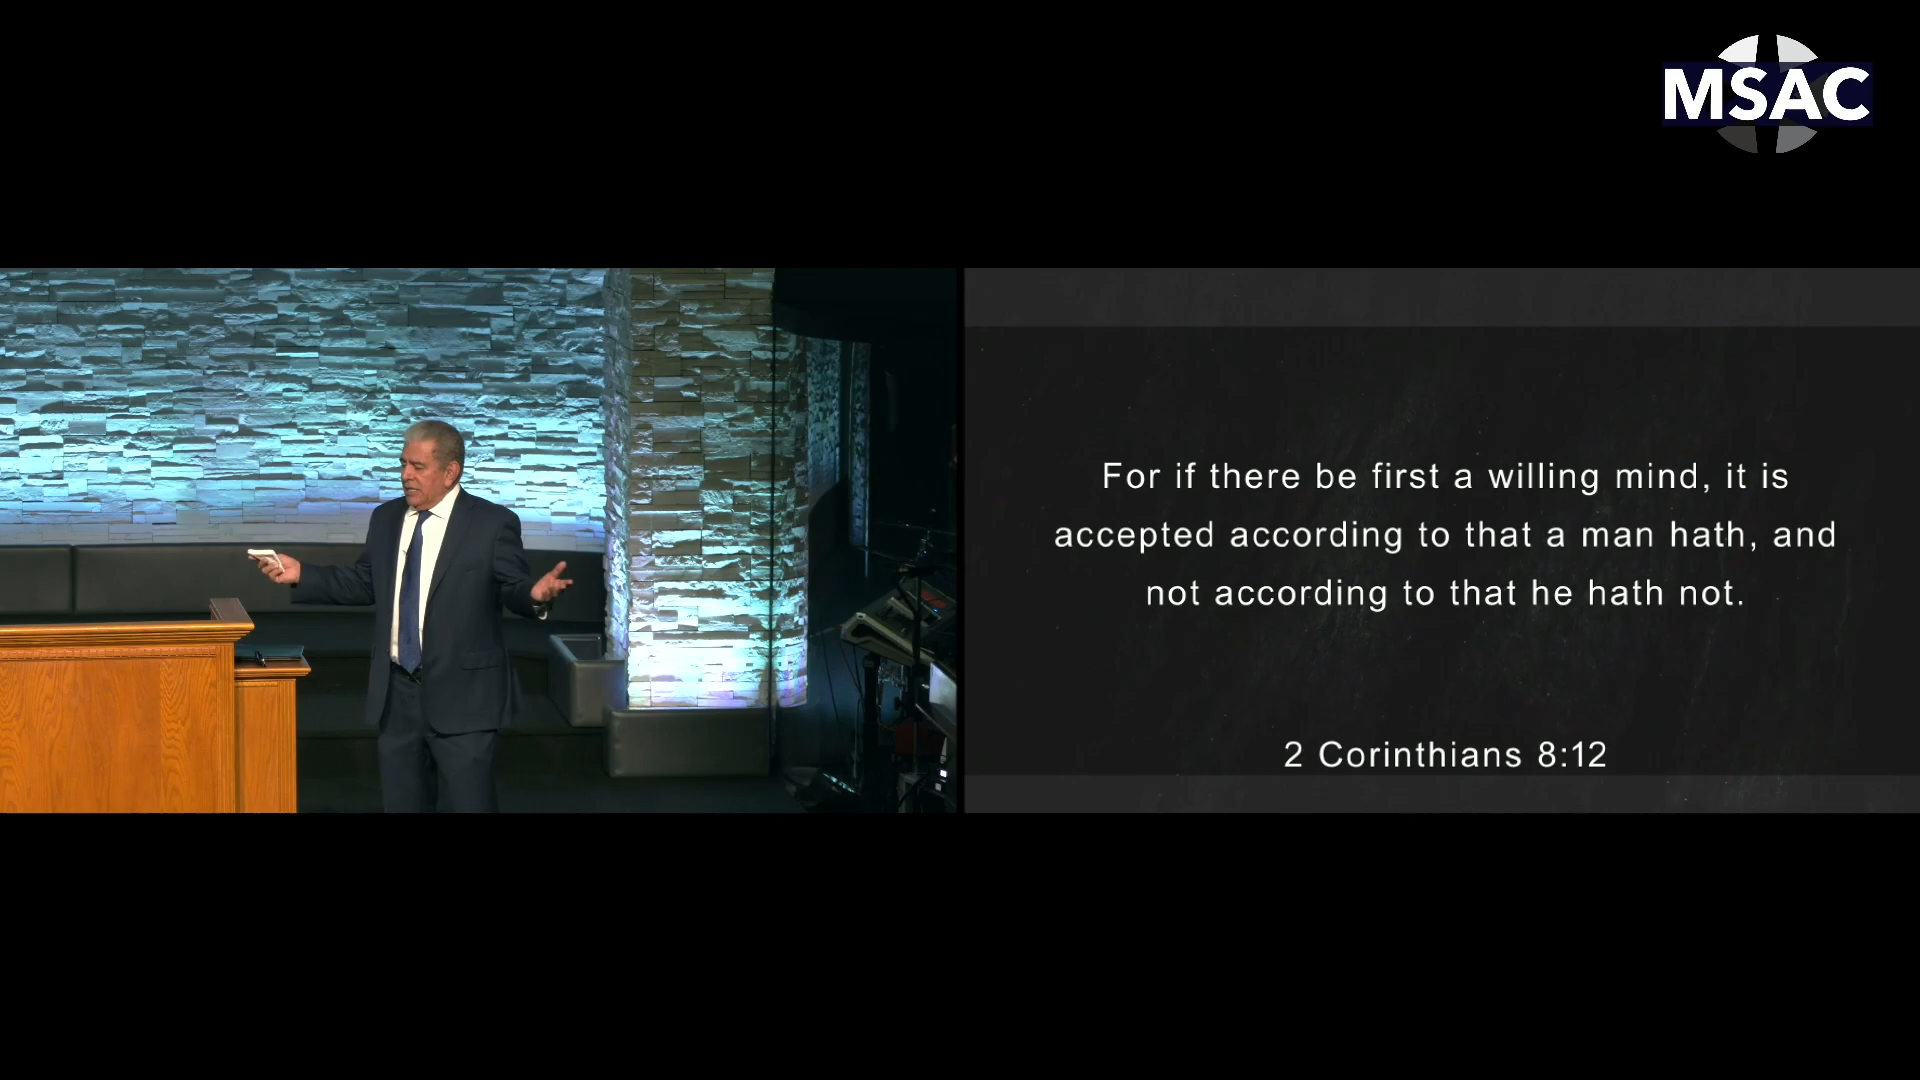 MSAC
For if there be first a willing mind, it is
accepted according to that a man hath, and
not according to that he hath not.
2 Corinthians 8:12